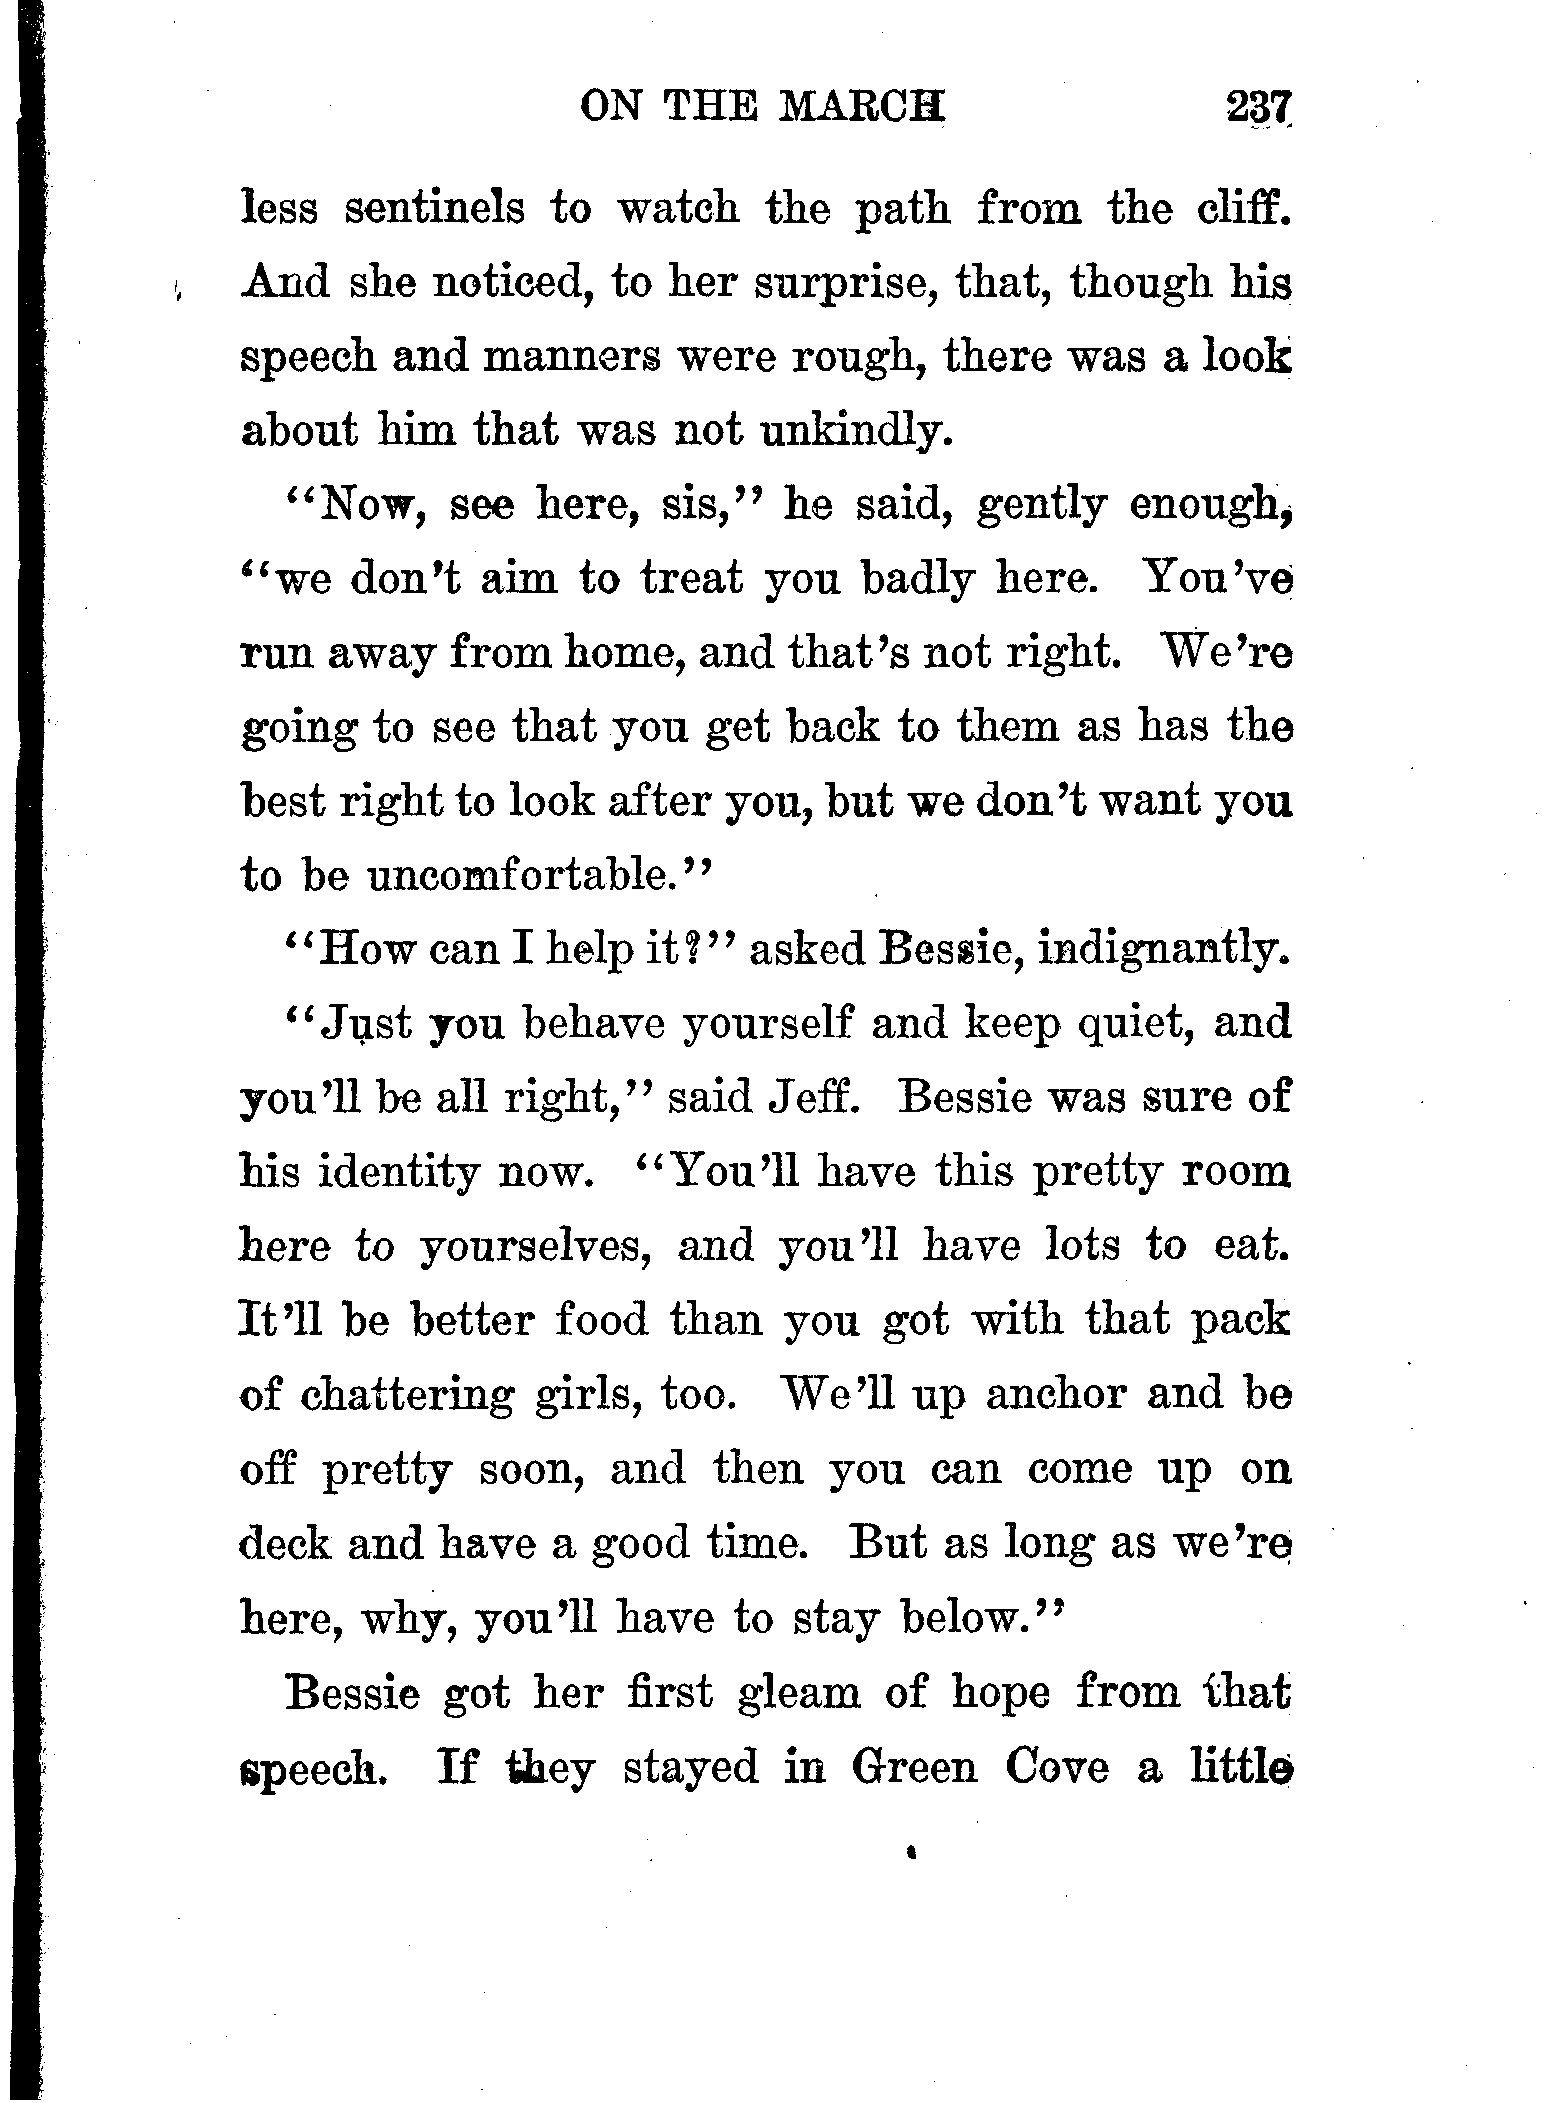 ON THE MARCH 237
less sentinels to watch the path from the cliff.
And she noticed, to her surprise, that, though his
speech and manners were rough, there was a look
about him that was not unkindly.
"Now, see here, sis," he said, gently enough,
"we don't aim to treat you badly here. You've
run away from home, and that's not right. We're
going to see that you get back to them as has the
best right to look after you, but we don't want you
to be uncomfortable."
"How can I help it?" asked Bessie, indignantly.
"Just you behave yourself and keep quiet, and
you'll be all right," said Jeff. Bessie was sure of
his identity now. "You'll have this pretty room
here to yourselves, and you'll have lots to eat.
It'll be better food than you got with that pack
of chattering girls, too. We'll up anchor and be
off pretty soon, and then you can come up on
deck and have a good time. But as long as we're
here, why, you'll have to stay below."
Bessie got her first gleam of hope from that
speech. If they stayed in Green Cove a little